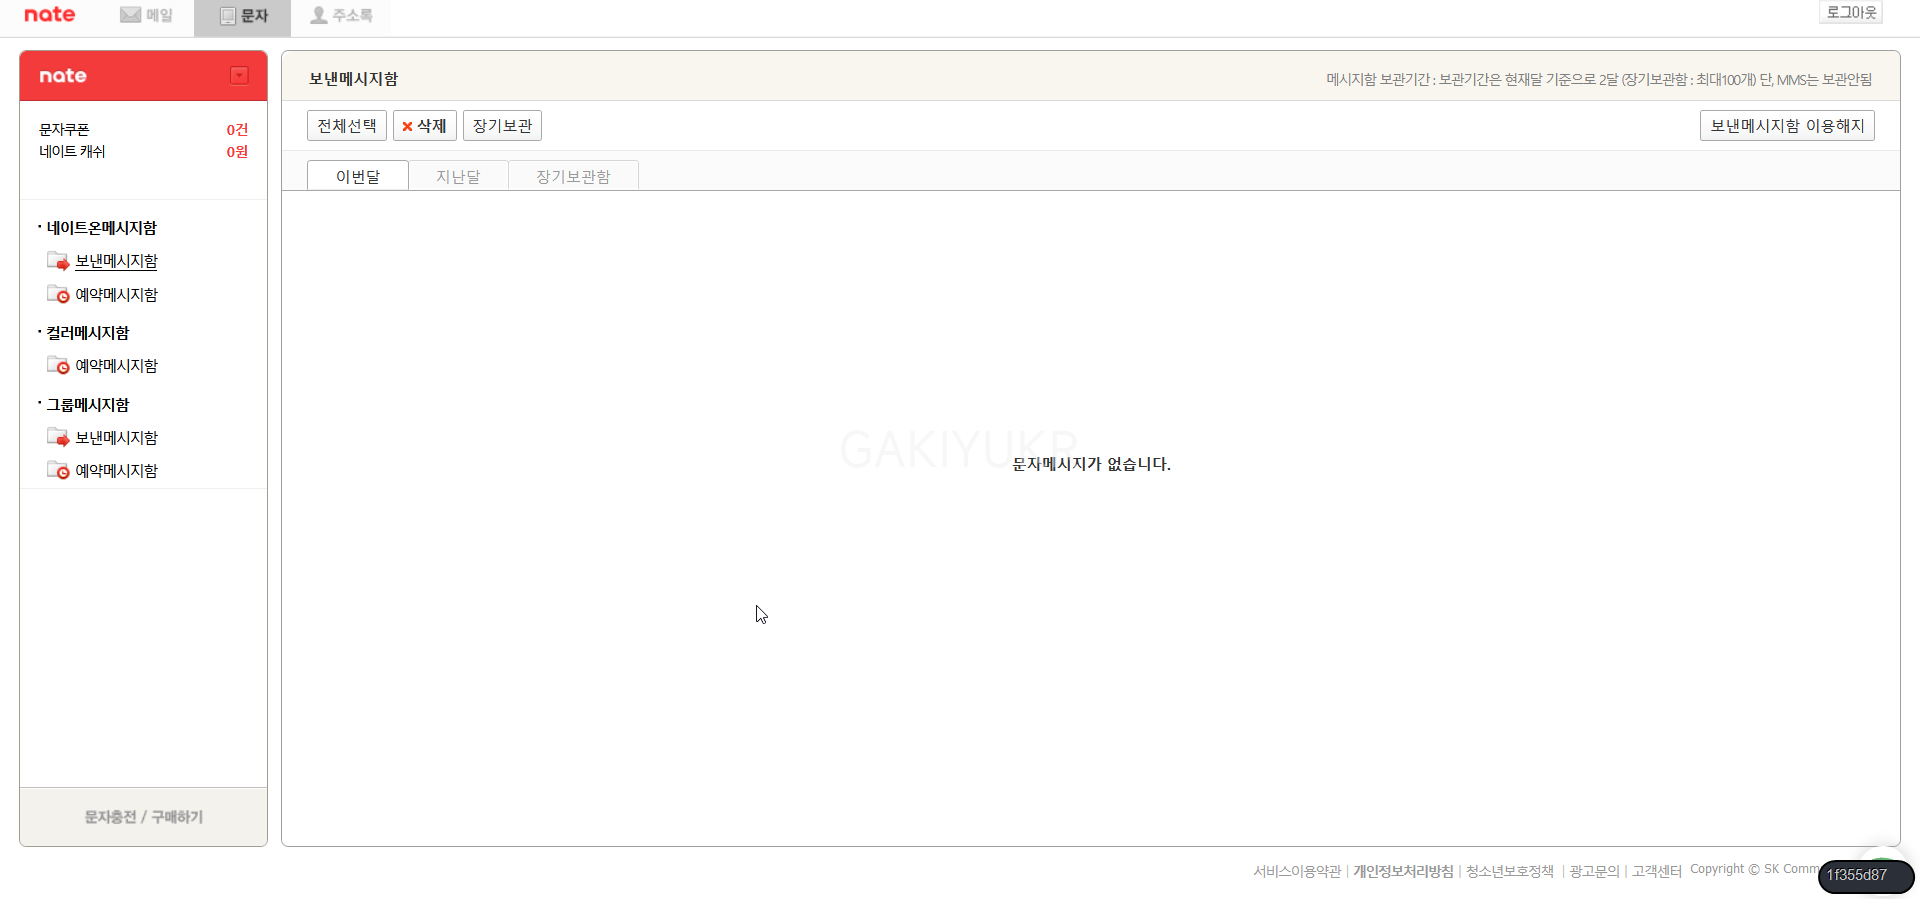 nate 메일 문자 주소록 로그아웃
nate
문자쿠폰 0건
네이트 캐쉬 0원
· 네이트온메시지함
보낸메시지함
예약메시지함
· 컬러메시지함
예약메시지함
· 그룹메시지함
보낸메시지함
예약메시지함
문자충전 / 구매하기
보낸메시지함
메시지함 보관기간 : 보관기간은 현재달 기준으로 2달 (장기보관함 : 최대100개) 단, MMS는 보관안됨
전체선택 삭제 장기보관 보낸메시지함 이용해지
이번달 지난달 장기보관함
GAKIYUKR
문자메시지가 없습니다.
서비스이용약관 | 개인정보처리방침 | 청소년보호정책 | 광고문의 | 고객센터 Copyright © SK Comm
1f355d87